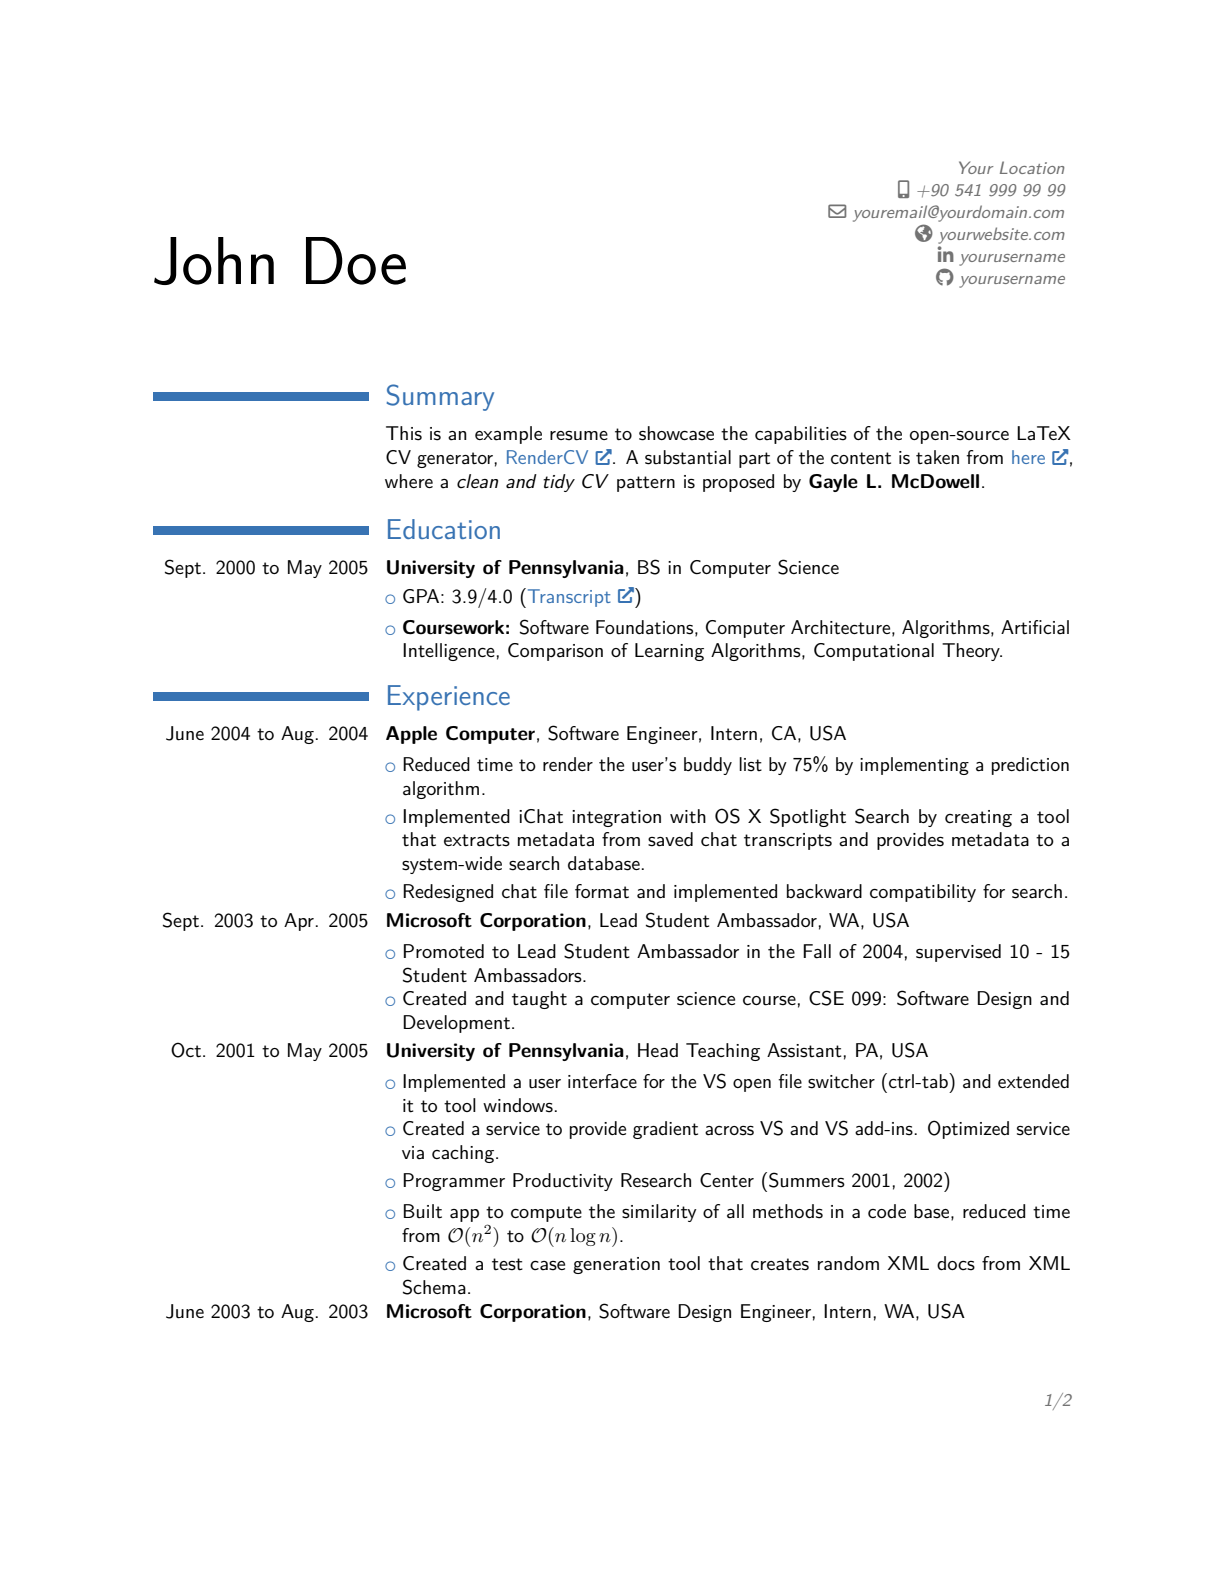 John Doe
Your Location
+90 541 999 99 99
youremail@yourdomain.com
yourwebsite.com
yourusername
yourusername
Summary
This is an example resume to showcase the capabilities of the open-source LaTeX
CV generator, RenderCV. A substantial part of the content is taken from here,
where a clean and tidy CV pattern is proposed by Gayle L. McDowell.
Education
Sept. 2000 to May 2005 University of Pennsylvania, BS in Computer Science
○ GPA: 3.9/4.0 (Transcript)
○ Coursework: Software Foundations, Computer Architecture, Algorithms, Artificial
Intelligence, Comparison of Learning Algorithms, Computational Theory.
Experience
June 2004 to Aug. 2004 Apple Computer, Software Engineer, Intern, CA, USA
○ Reduced time to render the user's buddy list by 75% by implementing a prediction
algorithm.
○ Implemented iChat integration with OS X Spotlight Search by creating a tool
that extracts metadata from saved chat transcripts and provides metadata to a
system-wide search database.
○ Redesigned chat file format and implemented backward compatibility for search.
Sept. 2003 to Apr. 2005 Microsoft Corporation, Lead Student Ambassador, WA, USA
○ Promoted to Lead Student Ambassador in the Fall of 2004, supervised 10 - 15
Student Ambassadors.
○ Created and taught a computer science course, CSE 099: Software Design and
Development.
Oct. 2001 to May 2005 University of Pennsylvania, Head Teaching Assistant, PA, USA
○ Implemented a user interface for the VS open file switcher (ctrl-tab) and extended
it to tool windows.
○ Created a service to provide gradient across VS and VS add-ins. Optimized service
via caching.
○ Programmer Productivity Research Center (Summers 2001, 2002)
○ Built app to compute the similarity of all methods in a code base, reduced time
from 𝒪(n²) to 𝒪(n log n).
○ Created a test case generation tool that creates random XML docs from XML
Schema.
June 2003 to Aug. 2003 Microsoft Corporation, Software Design Engineer, Intern, WA, USA
1/2